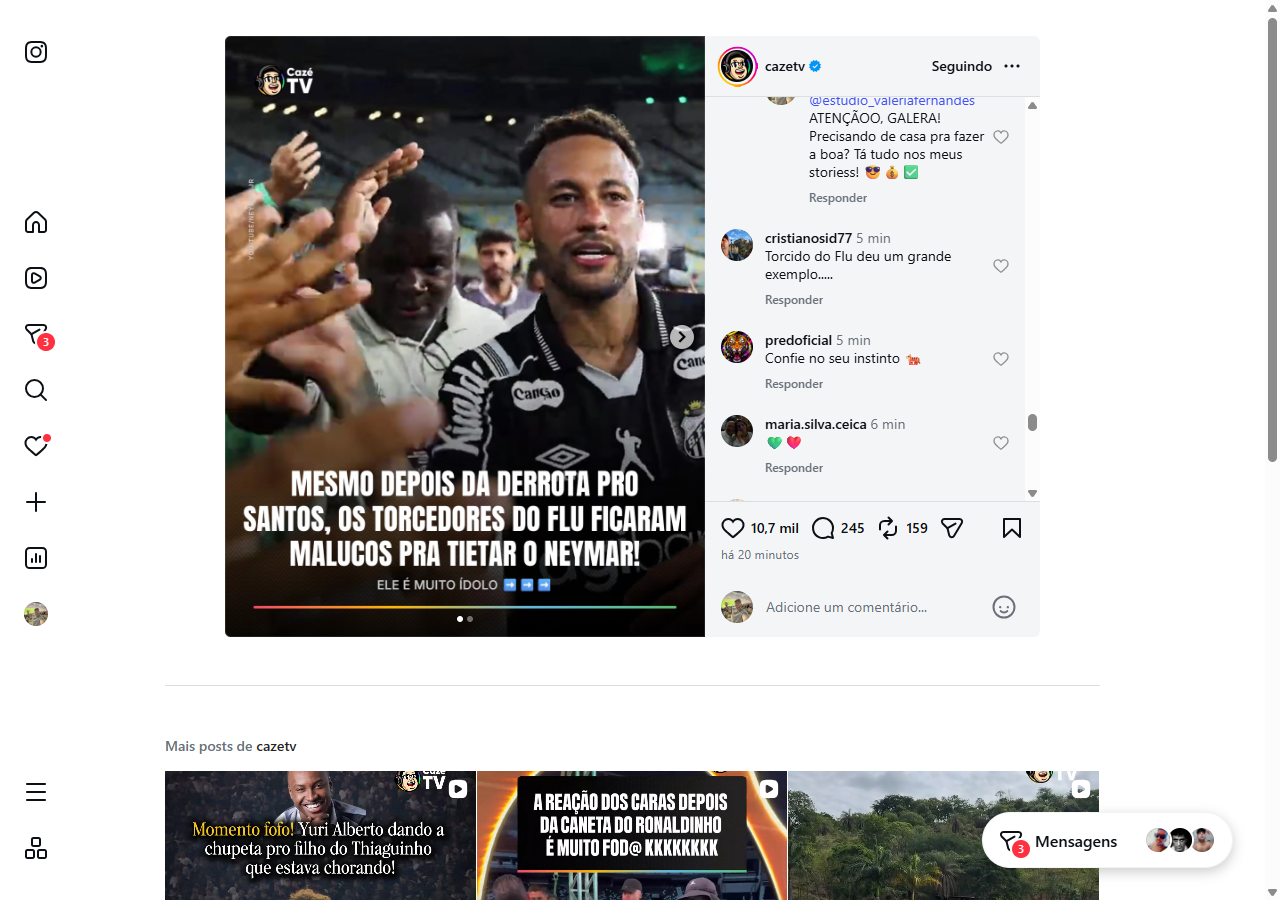 Cazé
TV
Canção
MESMO DEPOIS DA DERROTA PRO
SANTOS, OS TORCEDORES DO FLU FICARAM
MALUCOS PRA TIETAR O NEYMAR!
ELE É MUITO ÍDOLO ➡️ ➡️ ➡️
cazetv
Seguindo
@estudio_valeriafernandes
ATENÇÃOO, GALERA!
Precisando de casa pra fazer
a boa? Tá tudo nos meus
storiess! 😎 💰 ✅
Responder
cristianosid77 5 min
Torcido do Flu deu um grande
exemplo.....
Responder
predoficial 5 min
Confie no seu instinto 🐅
Responder
maria.silva.ceica 6 min
💚 ❤️
Responder
10,7 mil 245 159
há 20 minutos
Adicione um comentário...
3
Mais posts de cazetv
TV
Momento fofo! Yuri Alberto dando a
chupeta pro filho do Thiaguinho
que estava chorando!
A REAÇÃO DOS CARAS DEPOIS
DA CANETA DO RONALDINHO
É MUITO FOD@ KKKKKKKK
TV
3
Mensagens